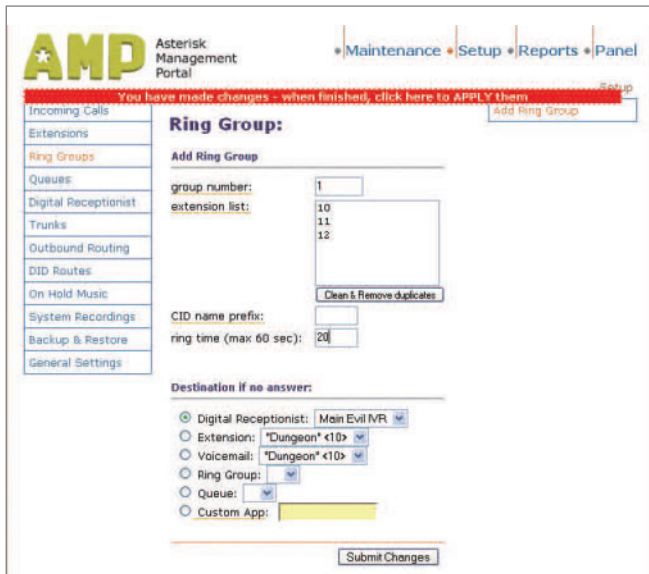 AMP
Asterisk
Management
Portal
Maintenance
Setup
Reports
Panel
Setup
You have made changes - when finished, click here to APPLY them
Incoming Calls
Extensions
Ring Groups
Queues
Digital Receptionist
Trunks
Outbound Routing
DID Routes
On Hold Music
System Recordings
Backup & Restore
General Settings
Add Ring Group
Ring Group:
Add Ring Group
group number: 1
extension list: 10
11
12
Clean & Remove duplicates
CID name prefix:
ring time (max 60 sec): 20
Destination if no answer:
Digital Receptionist: Main Evil IVR
Extension: "Dungeon" <10>
Voicemail: "Dungeon" <10>
Ring Group:
Queue:
Custom App:
Submit Changes